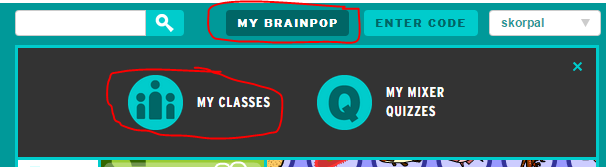 MY BRAINPOP
ENTER CODE
skorpal
MY CLASSES
Q
MY MIXER
QUIZZES